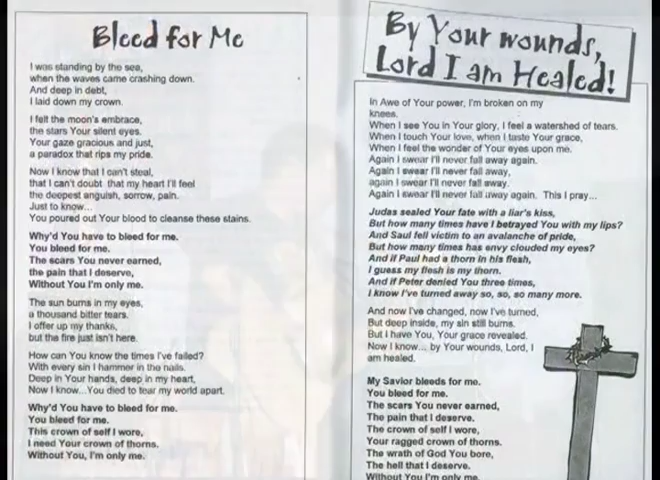 Bleed for Me
I was standing by the sea,
when the waves came crashing down.
And deep in debt,
I laid down my crown.
I felt the moon's embrace,
the stars Your silent eyes.
Your gaze gracious and just,
a paradox that rips my pride.
Now I know that I can't steal,
that I can't doubt that my heart I'll feel
the deepest anguish, sorrow, pain.
Just to know...
You poured out Your blood to cleanse these stains.
Why'd You have to bleed for me.
You bleed for me.
The scars You never earned,
the pain that I deserve,
Without You I'm only me.
The sun burns in my eyes,
a thousand bitter tears.
I offer up my thanks,
but the fire just isn't here.
How can You know the times I've failed?
With every sin I hammer in the nails.
Deep in Your hands, deep in my heart,
Now I know...You died to tear my world apart.
Why'd You have to bleed for me.
You bleed for me.
This crown of self I wore,
I need Your crown of thorns.
Without You, I'm only me.
By Your wounds,
Lord I am Healed!
In Awe of Your power, I'm broken on my
knees.
When I see You in Your glory, I feel a watershed of tears.
When I touch Your love, when I taste Your grace,
When I feel the wonder of Your eyes upon me.
Again I swear I'll never fall away again.
Again I swear I'll never fall away,
again I swear I'll never fall away.
Again I swear I'll never fall away again. This I pray...
Judas sealed Your fate with a liar's kiss,
But how many times have I betrayed You with my lips?
And Saul fell victim to an avalanche of pride,
But how many times has envy clouded my eyes?
And if Paul had a thorn in his flesh,
I guess my flesh is my thorn.
And if Peter denied You three times,
I know I've turned away so, so, so many more.
And now I've changed, now I've turned,
But deep inside, my sin still burns.
But I have You, Your grace revealed.
Now I know... by Your wounds, Lord, I
am healed.
My Savior bleeds for me.
You bleed for me.
The scars You never earned,
The pain that I deserve.
The crown of self I wore,
Your ragged crown of thorns.
The wrath of God You bore,
The hell that I deserve.
Without You I'm only me.